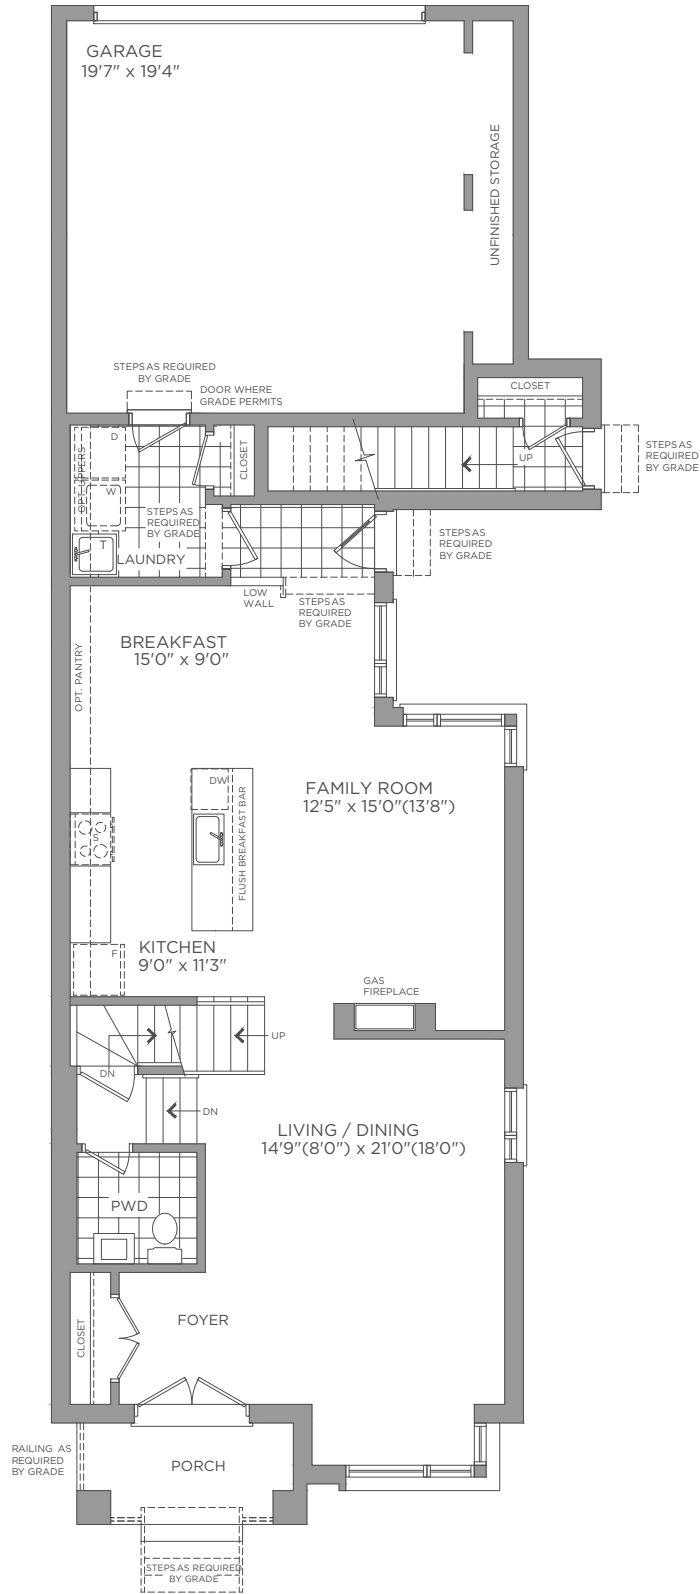 GARAGE
19'7" x 19'4"
UNFINISHED STORAGE
STEPS AS REQUIRED
BY GRADE
DOOR WHERE
GRADE PERMITS
CLOSET
D
W
T
OPT. UPPERS
CLOSET
UP
STEPS AS
REQUIRED
BY GRADE
STEPS AS
REQUIRED
BY GRADE
LAUNDRY
STEPS AS
REQUIRED
BY GRADE
LOW
WALL
STEPS AS
REQUIRED
BY GRADE
BREAKFAST
15'0" x 9'0"
OPT. PANTRY
FAMILY ROOM
12'5" x 15'0"(13'8")
DW
FLUSH BREAKFAST BAR
S
KITCHEN
9'0" x 11'3"
F
GAS
FIREPLACE
UP
DN
DN
LIVING / DINING
14'9"(8'0") x 21'0"(18'0")
PWD
CLOSET
FOYER
RAILING AS
REQUIRED
BY GRADE
PORCH
STEPS AS REQUIRED
BY GRADE